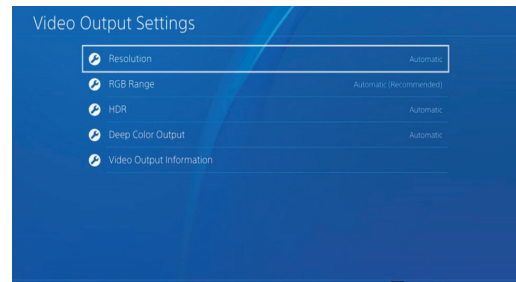 Video Output Settings
Resolution Automatic
RGB Range Automatic (Recommended)
HDR Automatic
Deep Color Output Automatic
Video Output Information